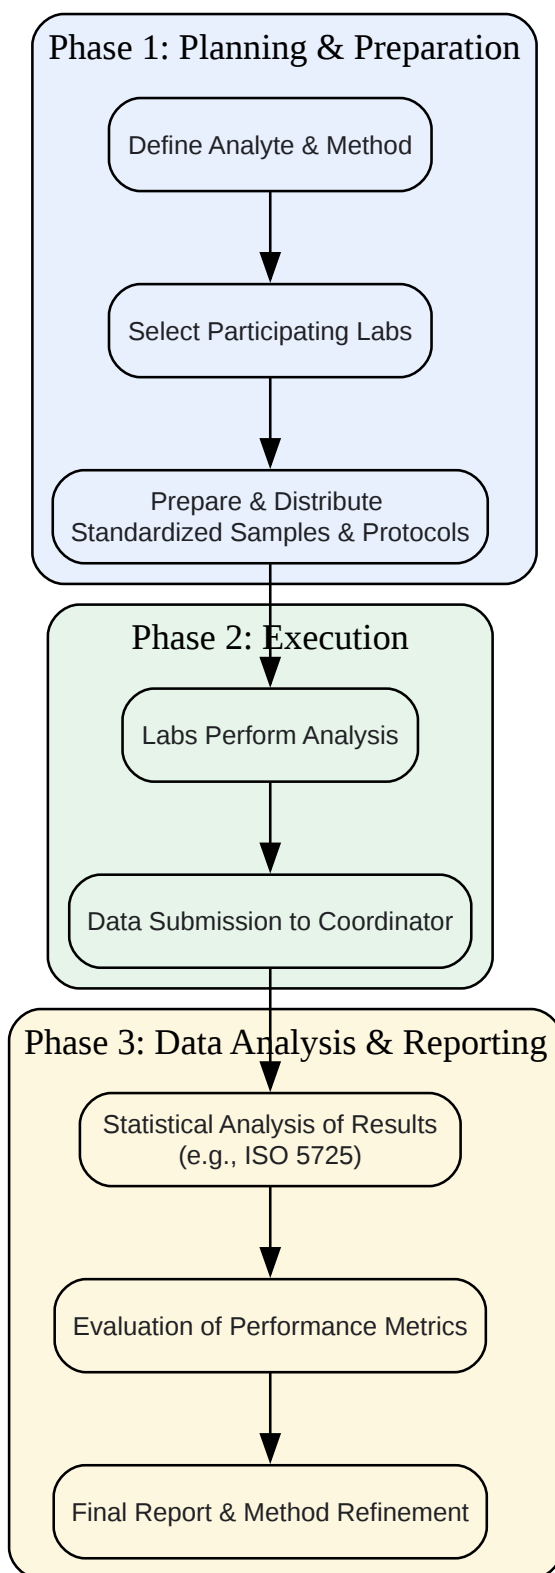 Phase 1: Planning & Preparation
Define Analyte & Method
Select Participating Labs
Prepare & Distribute
Standardized Samples & Protocols
Phase 2: Execution
Labs Perform Analysis
Data Submission to Coordinator
Phase 3: Data Analysis & Reporting
Statistical Analysis of Results
(e.g., ISO 5725)
Evaluation of Performance Metrics
Final Report & Method Refinement